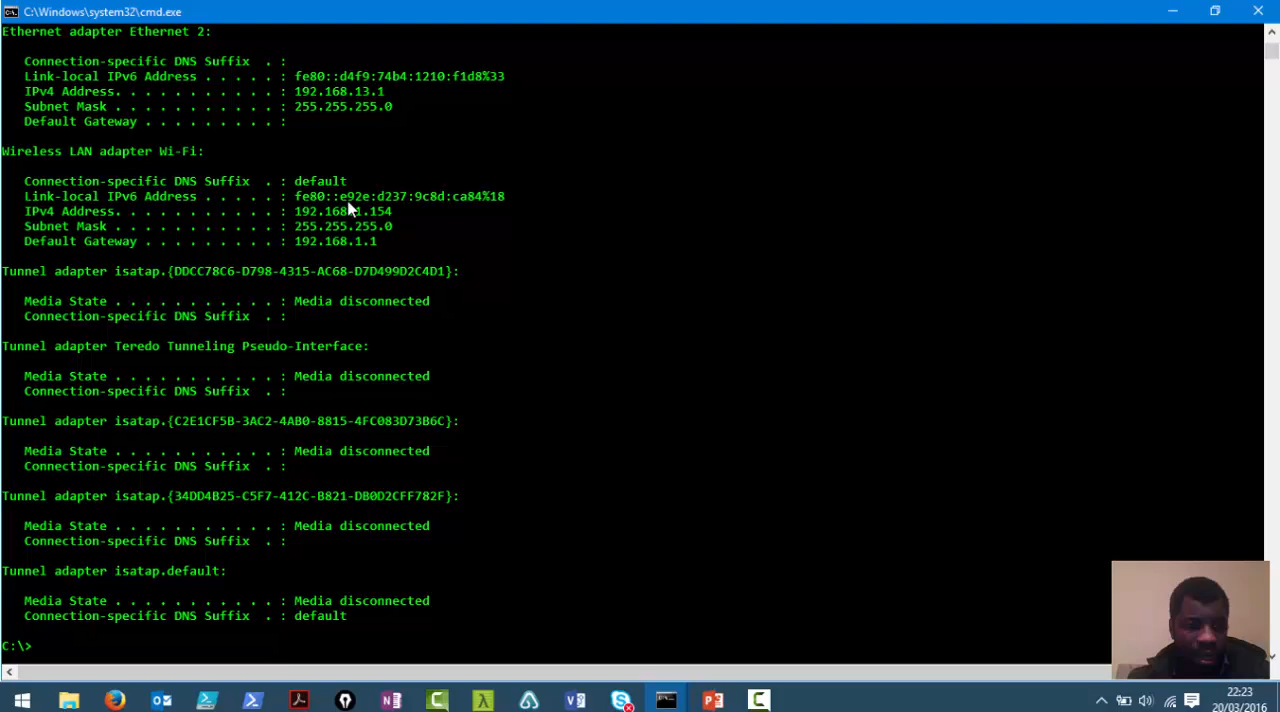 C:\Windows\system32\cmd.exe
Ethernet adapter Ethernet 2:
Connection-specific DNS Suffix . :
Link-local IPv6 Address . . . . . : fe80::d4f9:74b4:1210:f1d8%33
IPv4 Address. . . . . . . . . . . : 192.168.13.1
Subnet Mask . . . . . . . . . . . : 255.255.255.0
Default Gateway . . . . . . . . . :
Wireless LAN adapter Wi-Fi:
Connection-specific DNS Suffix . : default
Link-local IPv6 Address . . . . . : fe80::e92e:d237:9c8d:ca84%18
IPv4 Address. . . . . . . . . . . : 192.168.1.154
Subnet Mask . . . . . . . . . . . : 255.255.255.0
Default Gateway . . . . . . . . . : 192.168.1.1
Tunnel adapter isatap.{DDCC78C6-D798-4315-AC68-D7D499D2C4D1}:
Media State . . . . . . . . . . . : Media disconnected
Connection-specific DNS Suffix . :
Tunnel adapter Teredo Tunneling Pseudo-Interface:
Media State . . . . . . . . . . . : Media disconnected
Connection-specific DNS Suffix . :
Tunnel adapter isatap.{C2E1CF5B-3AC2-4AB0-8815-4FC083D73B6C}:
Media State . . . . . . . . . . . : Media disconnected
Connection-specific DNS Suffix . :
Tunnel adapter isatap.{34DD4B25-C5F7-412C-B821-DB0D2CFF782F}:
Media State . . . . . . . . . . . : Media disconnected
Connection-specific DNS Suffix . :
Tunnel adapter isatap.default:
Media State . . . . . . . . . . . : Media disconnected
Connection-specific DNS Suffix . : default
C:\>
22:23
20/03/2016